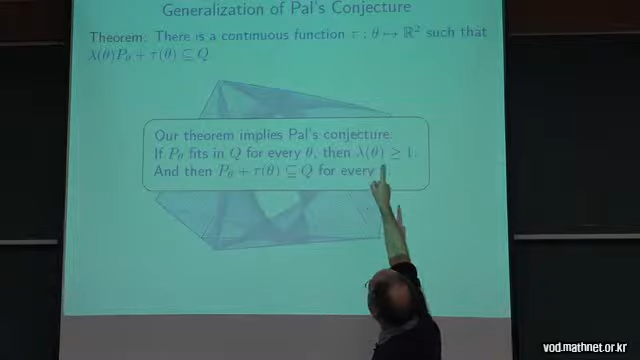 Generalization of Pal's Conjecture
Theorem: There is a continuous function τ : θ ↦ ℝ² such that
λ(θ)P_θ + τ(θ) ⊆ Q
Our theorem implies Pal's conjecture:
If P_θ fits in Q for every θ, then λ(θ) ≥ 1.
And then P_θ + τ(θ) ⊆ Q for every
vod.mathnet.or.kr